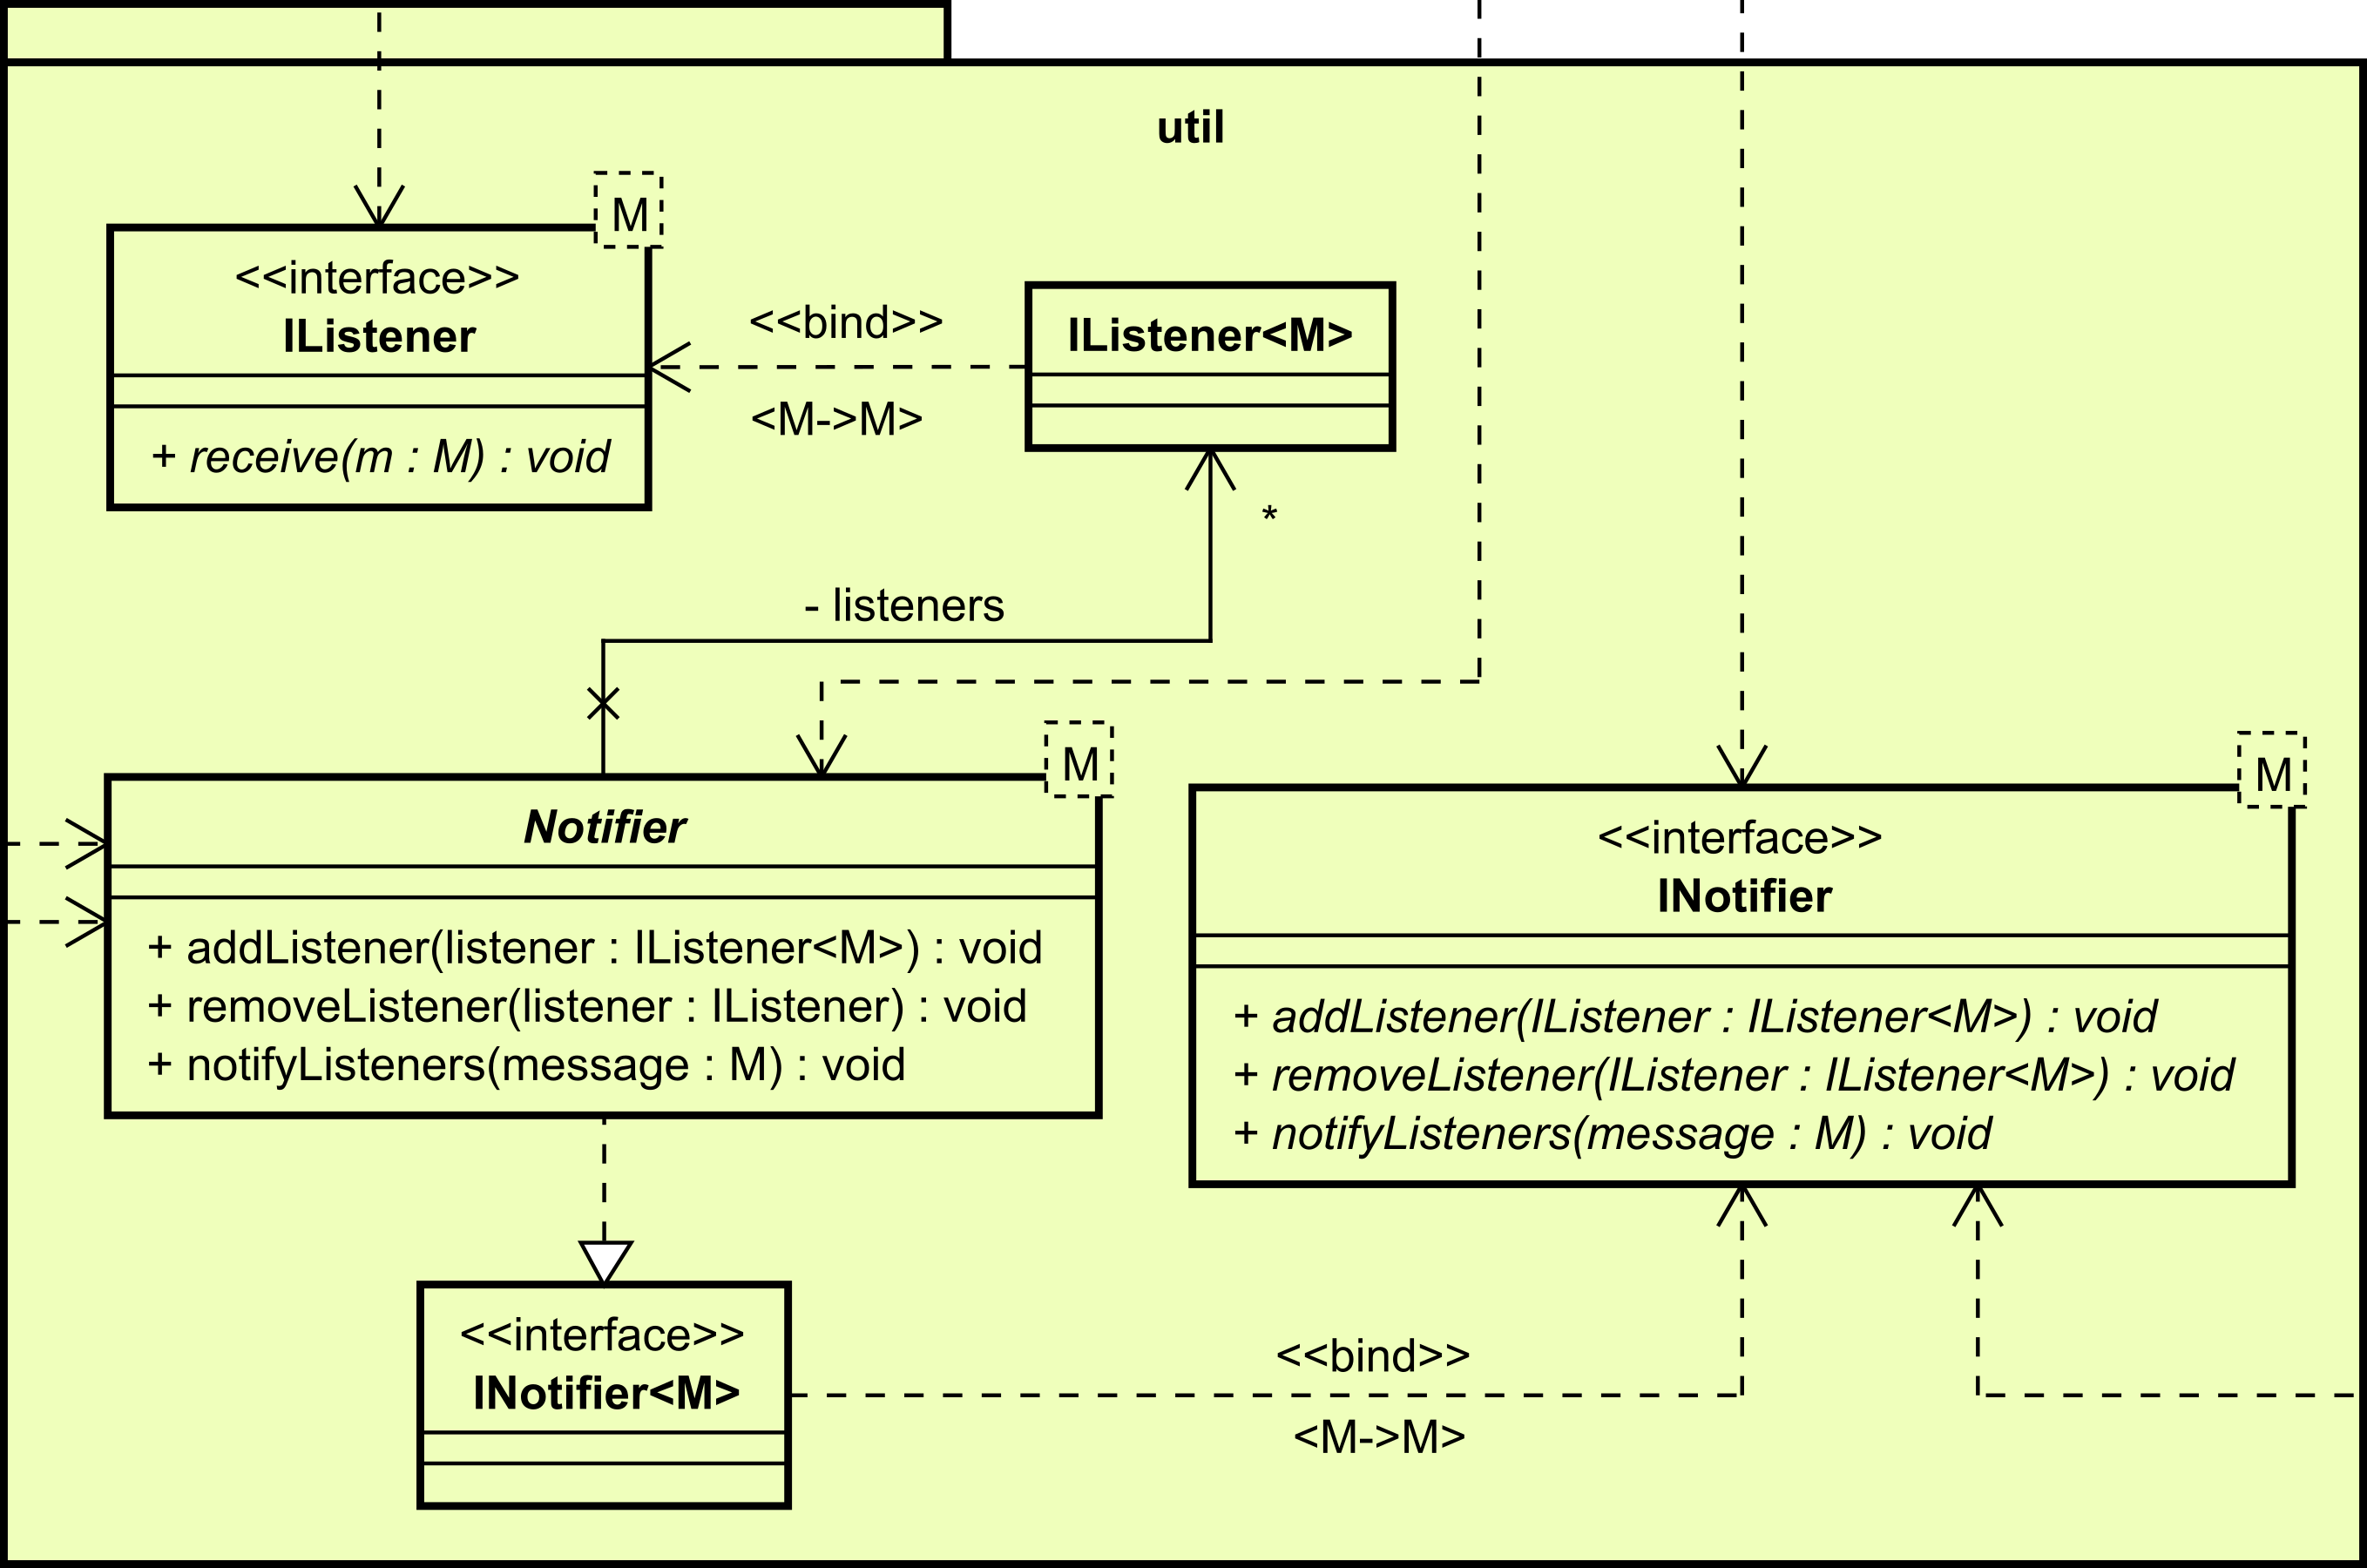 util
M
<<interface>>
IListener
+ receive(m : M) : void
<<bind>>
<M->M>
IListener<M>
*
- listeners
M
Notifier
+ addListener(listener : IListener<M>) : void
+ removeListener(listener : IListener) : void
+ notifyListeners(message : M) : void
M
<<interface>>
INotifier
+ addListener(IListener : IListener<M>) : void
+ removeListener(IListener : IListener<M>) : void
+ notifyListeners(message : M) : void
<<interface>>
INotifier<M>
<<bind>>
<M->M>